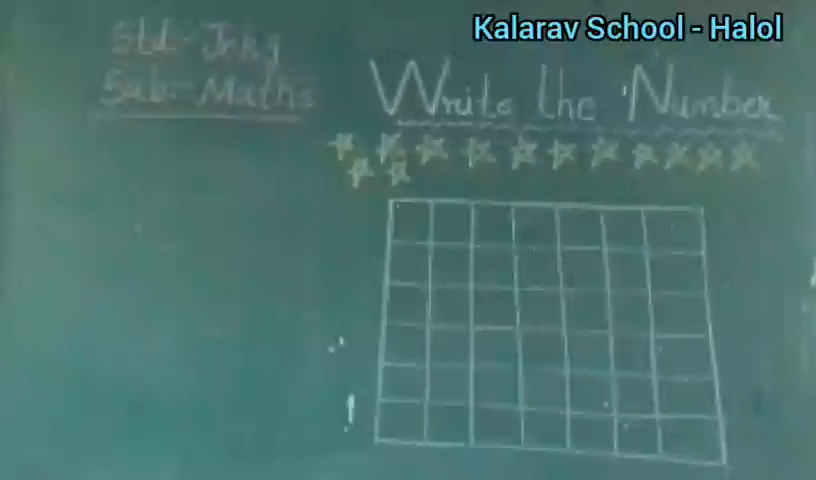 Kalarav School - Halol
Std-Jr.kg
Sub-Maths
Write the Number